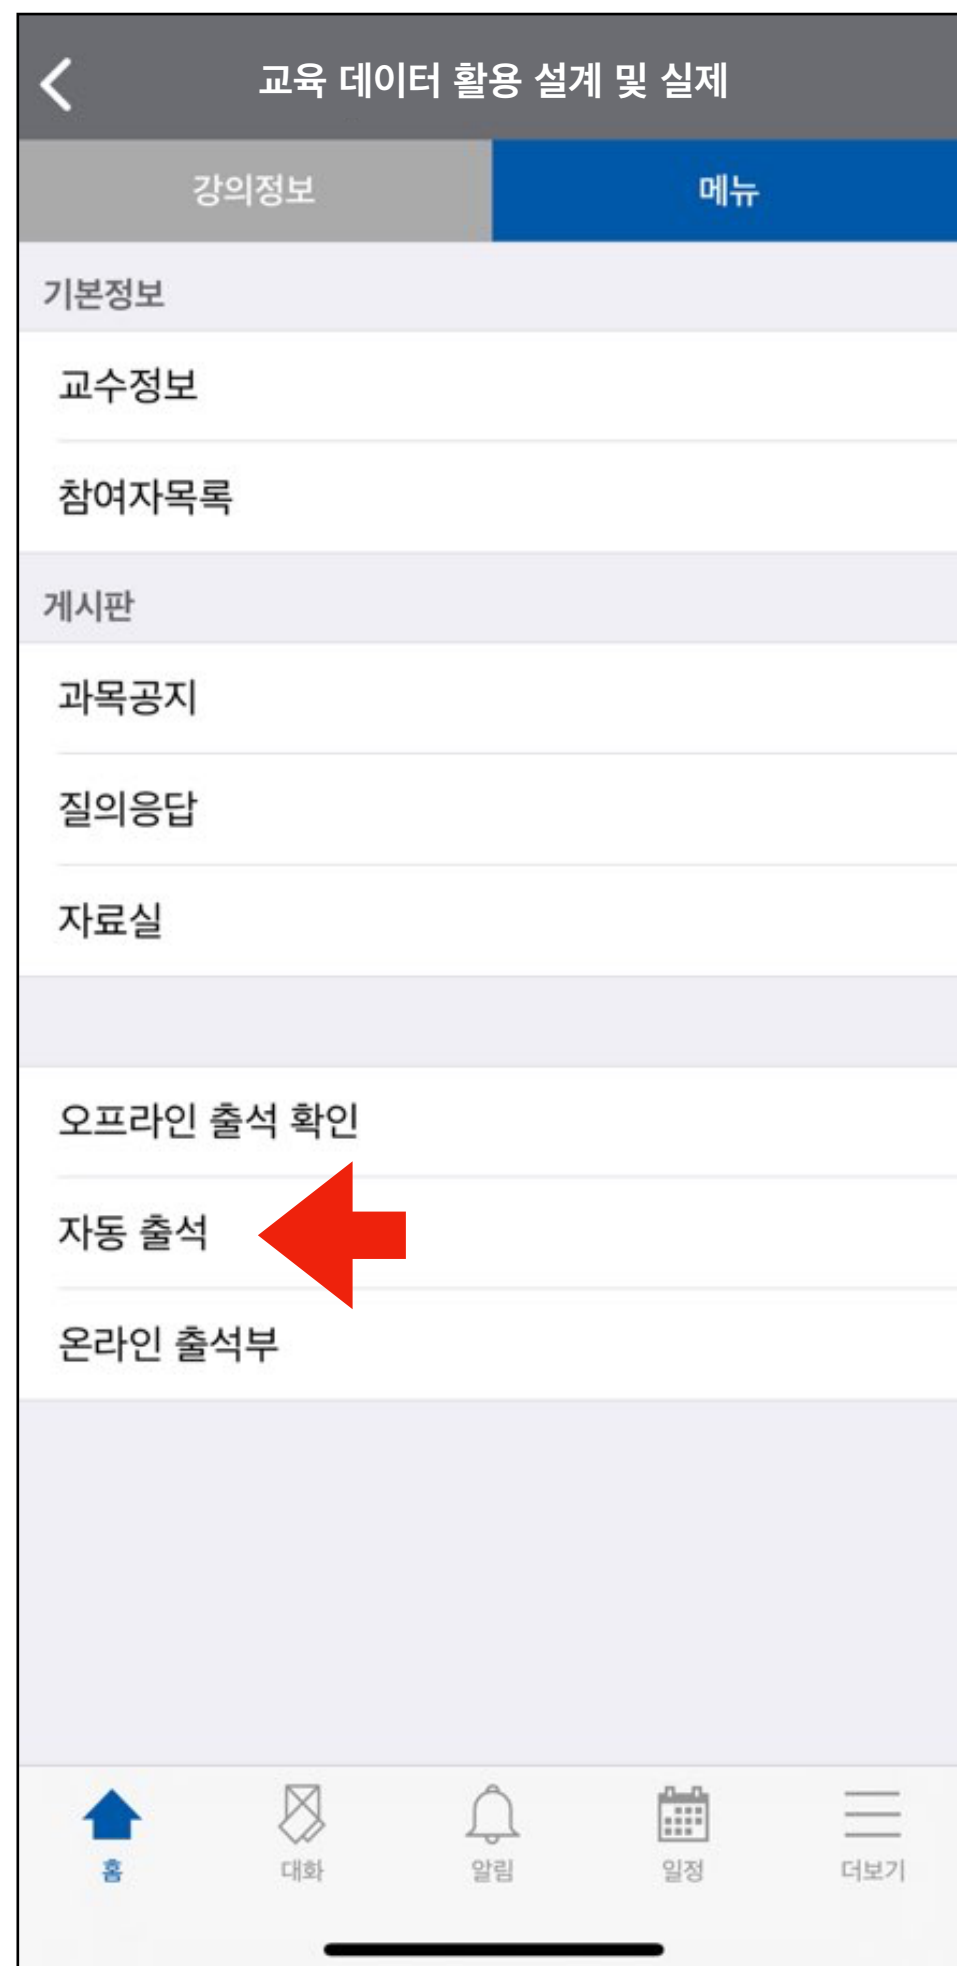 교육 데이터 활용 설계 및 실제
강의정보
메뉴
기본정보
교수정보
참여자목록
게시판
과목공지
질의응답
자료실
오프라인 출석 확인
자동 출석
온라인 출석부
홈
대화
알림
일정
더보기